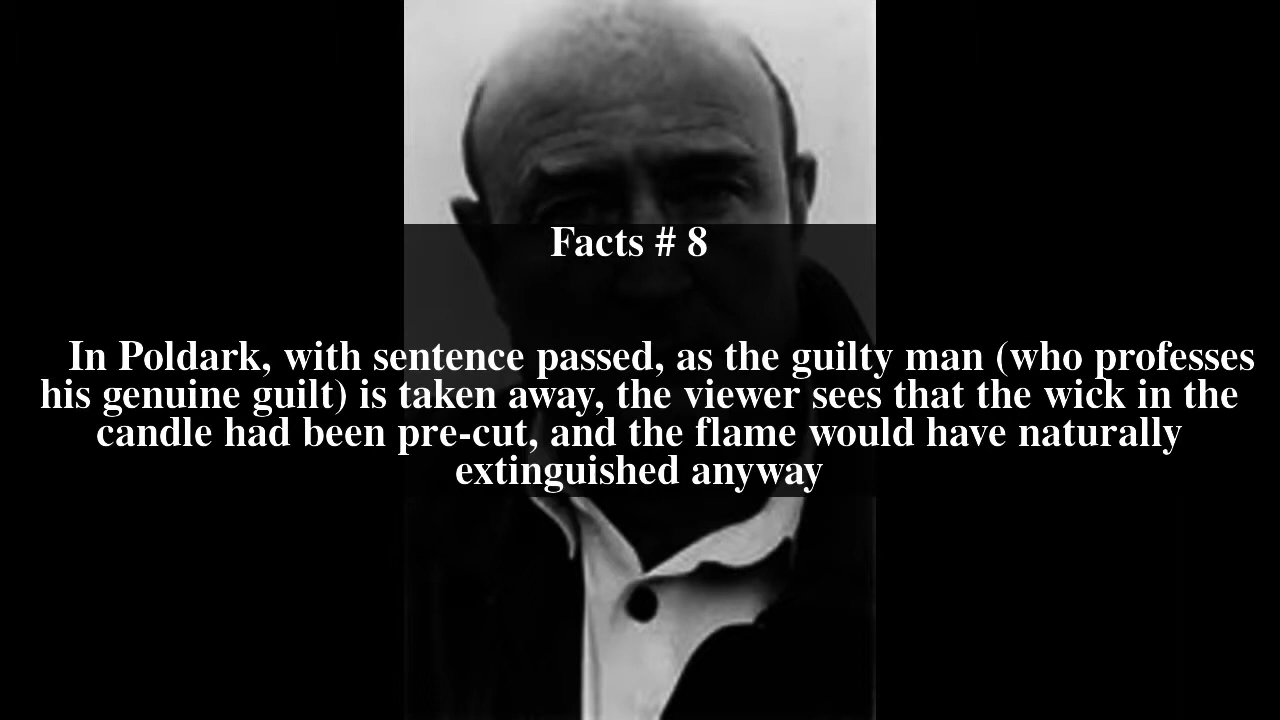 Facts # 8
In Poldark, with sentence passed, as the guilty man (who professes
his genuine guilt) is taken away, the viewer sees that the wick in the
candle had been pre-cut, and the flame would have naturally
extinguished anyway